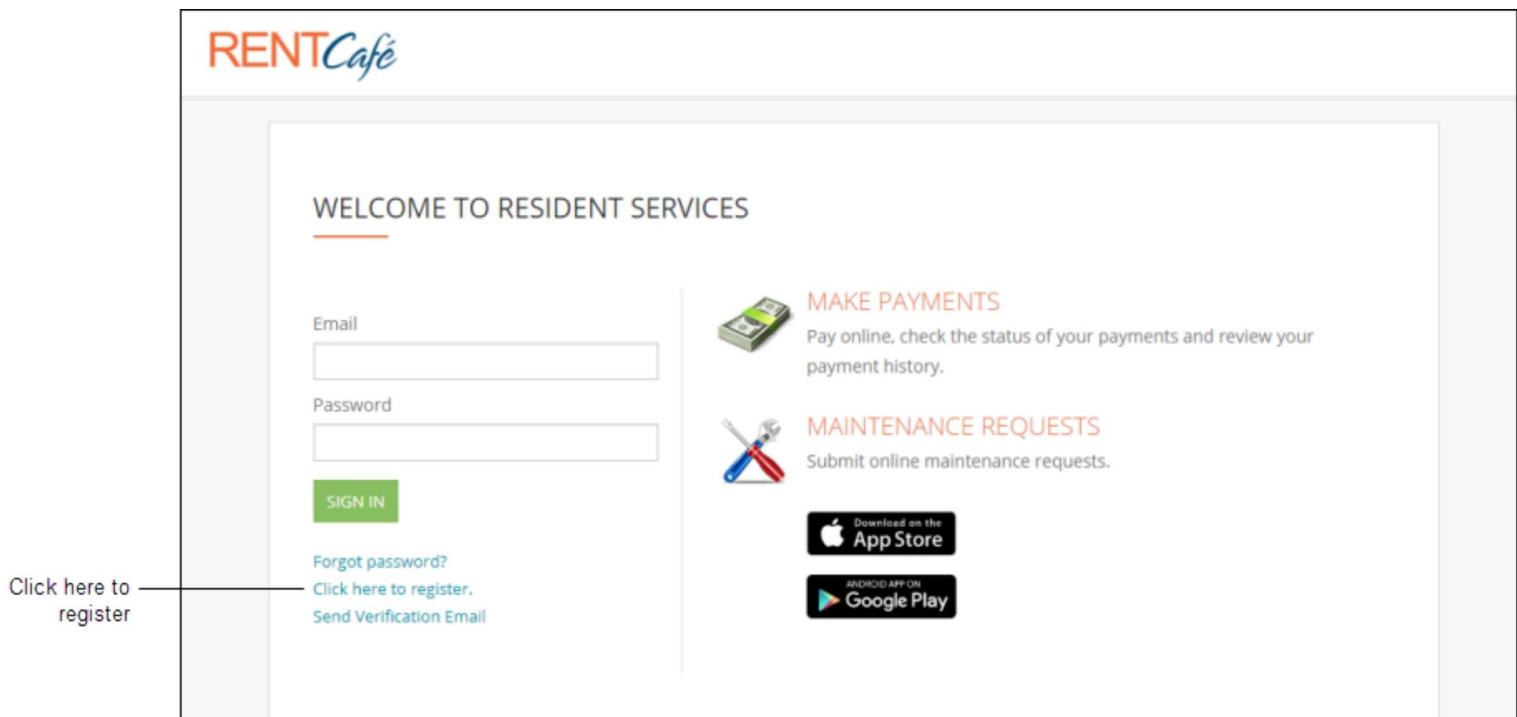 RENTCafé
WELCOME TO RESIDENT SERVICES
Email
Password
SIGN IN
Forgot password?
Click here to register.
Send Verification Email
Click here to
register
MAKE PAYMENTS
Pay online, check the status of your payments and review your
payment history.
MAINTENANCE REQUESTS
Submit online maintenance requests.
Download on the
App Store
ANDROID APP ON
Google Play